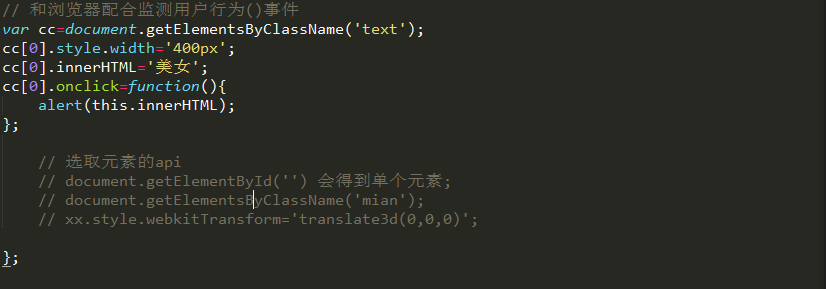 // 和浏览器配合监测用户行为()事件
var cc=document.getElementsByClassName('text');
cc[0].style.width='400px';
cc[0].innerHTML='美女';
cc[0].onclick=function(){
alert(this.innerHTML);
};
// 选取元素的api
// document.getElementById('') 会得到单个元素;
// document.getElementsByClassName('mian');
// xx.style.webkitTransform='translate3d(0,0,0)';
};